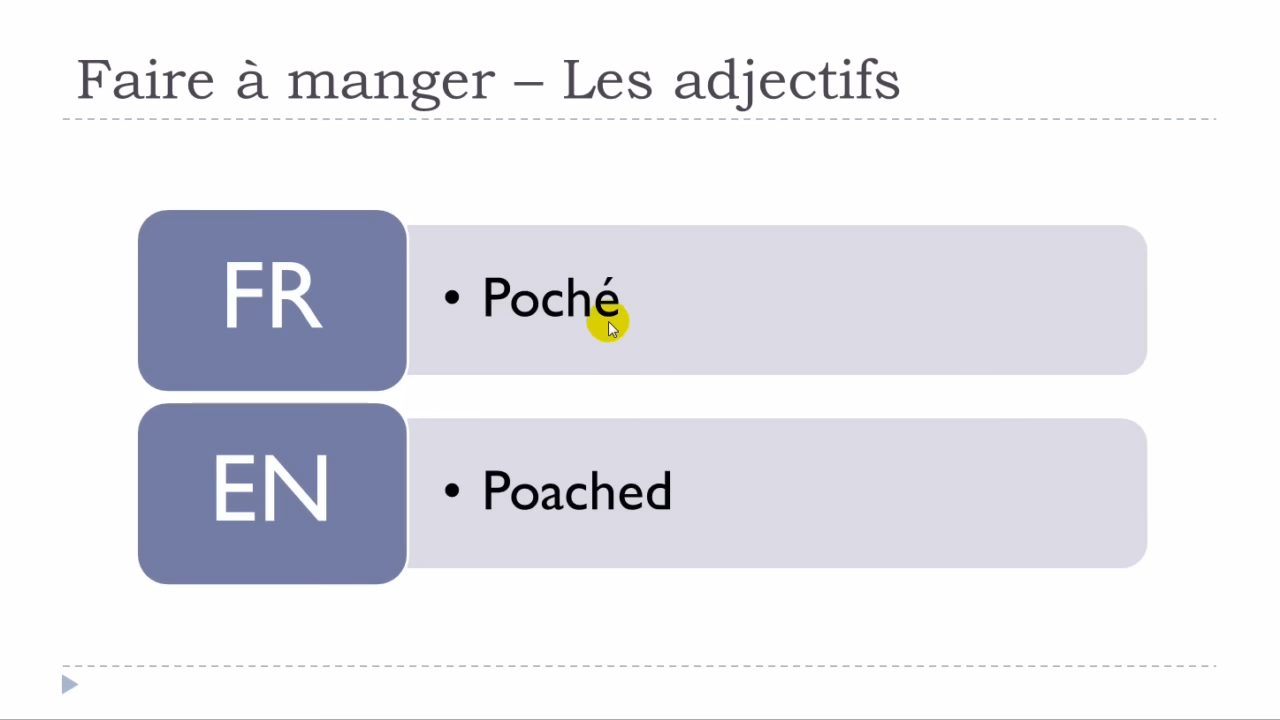 Faire à manger – Les adjectifs
FR
• Poché
EN
• Poached